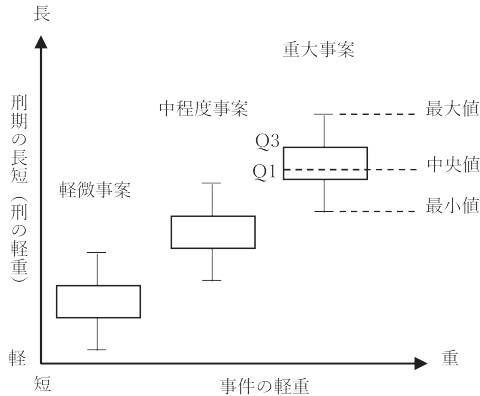 長
重大事案
中程度事案
最大値
Q3
中央値
Q1
軽微事案
最小値
刑期の長短（刑の軽重）
軽
重
短
事件の軽重